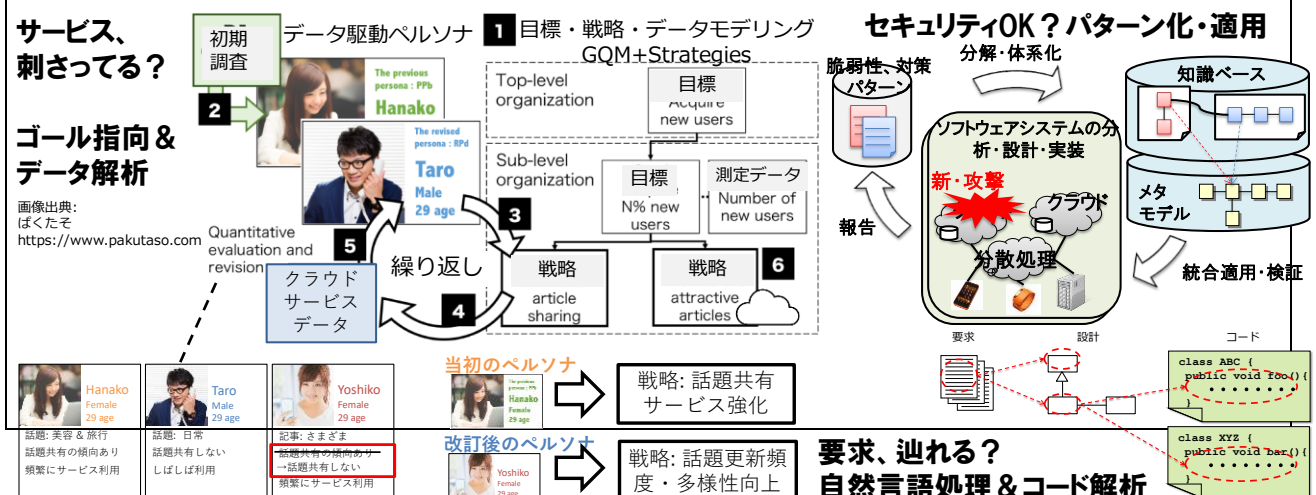 サービス、
刺さってる？
ゴール指向＆
データ解析
画像出典:
ぱくたそ
https://www.pakutaso.com
初期
調査
2
データ駆動ペルソナ
The previous
persona : PPb
Hanako
The revised
persona : RPd
Taro
Male
29 age
Quantitative
evaluation and
revision
5
クラウド
サービス
データ
繰り返し
3
4
1 目標・戦略・データモデリング
GQM+Strategies
Top-level
organization
目標
Acquire
new users
Sub-level
organization
目標
N% new
users
測定データ
Number of
new users
戦略
article
sharing
戦略
attractive
articles
6
セキュリティOK？パターン化・適用
脆弱性、対策
パターン
分解・体系化
知識ベース
メタ
モデル
ソフトウェアシステムの分
析・設計・実装
新・攻撃
クラウド
分散処理
報告
統合適用・検証
要求
設計
コード
class ABC {
public void foo(){
}
class XYZ {
public void bar(){
}
要求、辿れる？
自然言語処理＆コード解析
Hanako
Female
29 age
話題: 美容 & 旅行
話題共有の傾向あり
頻繁にサービス利用
Taro
Male
29 age
話題: 日常
話題共有しない
しばしば利用
Yoshiko
Female
29 age
記事: さまざま
話題共有の傾向あり
→話題共有しない
頻繁にサービス利用
当初のペルソナ
The previous
persona : PPb
Hanako
Female
29 age
戦略: 話題共有
サービス強化
改訂後のペルソナ
Yoshiko
Female
29 age
戦略: 話題更新頻
度・多様性向上